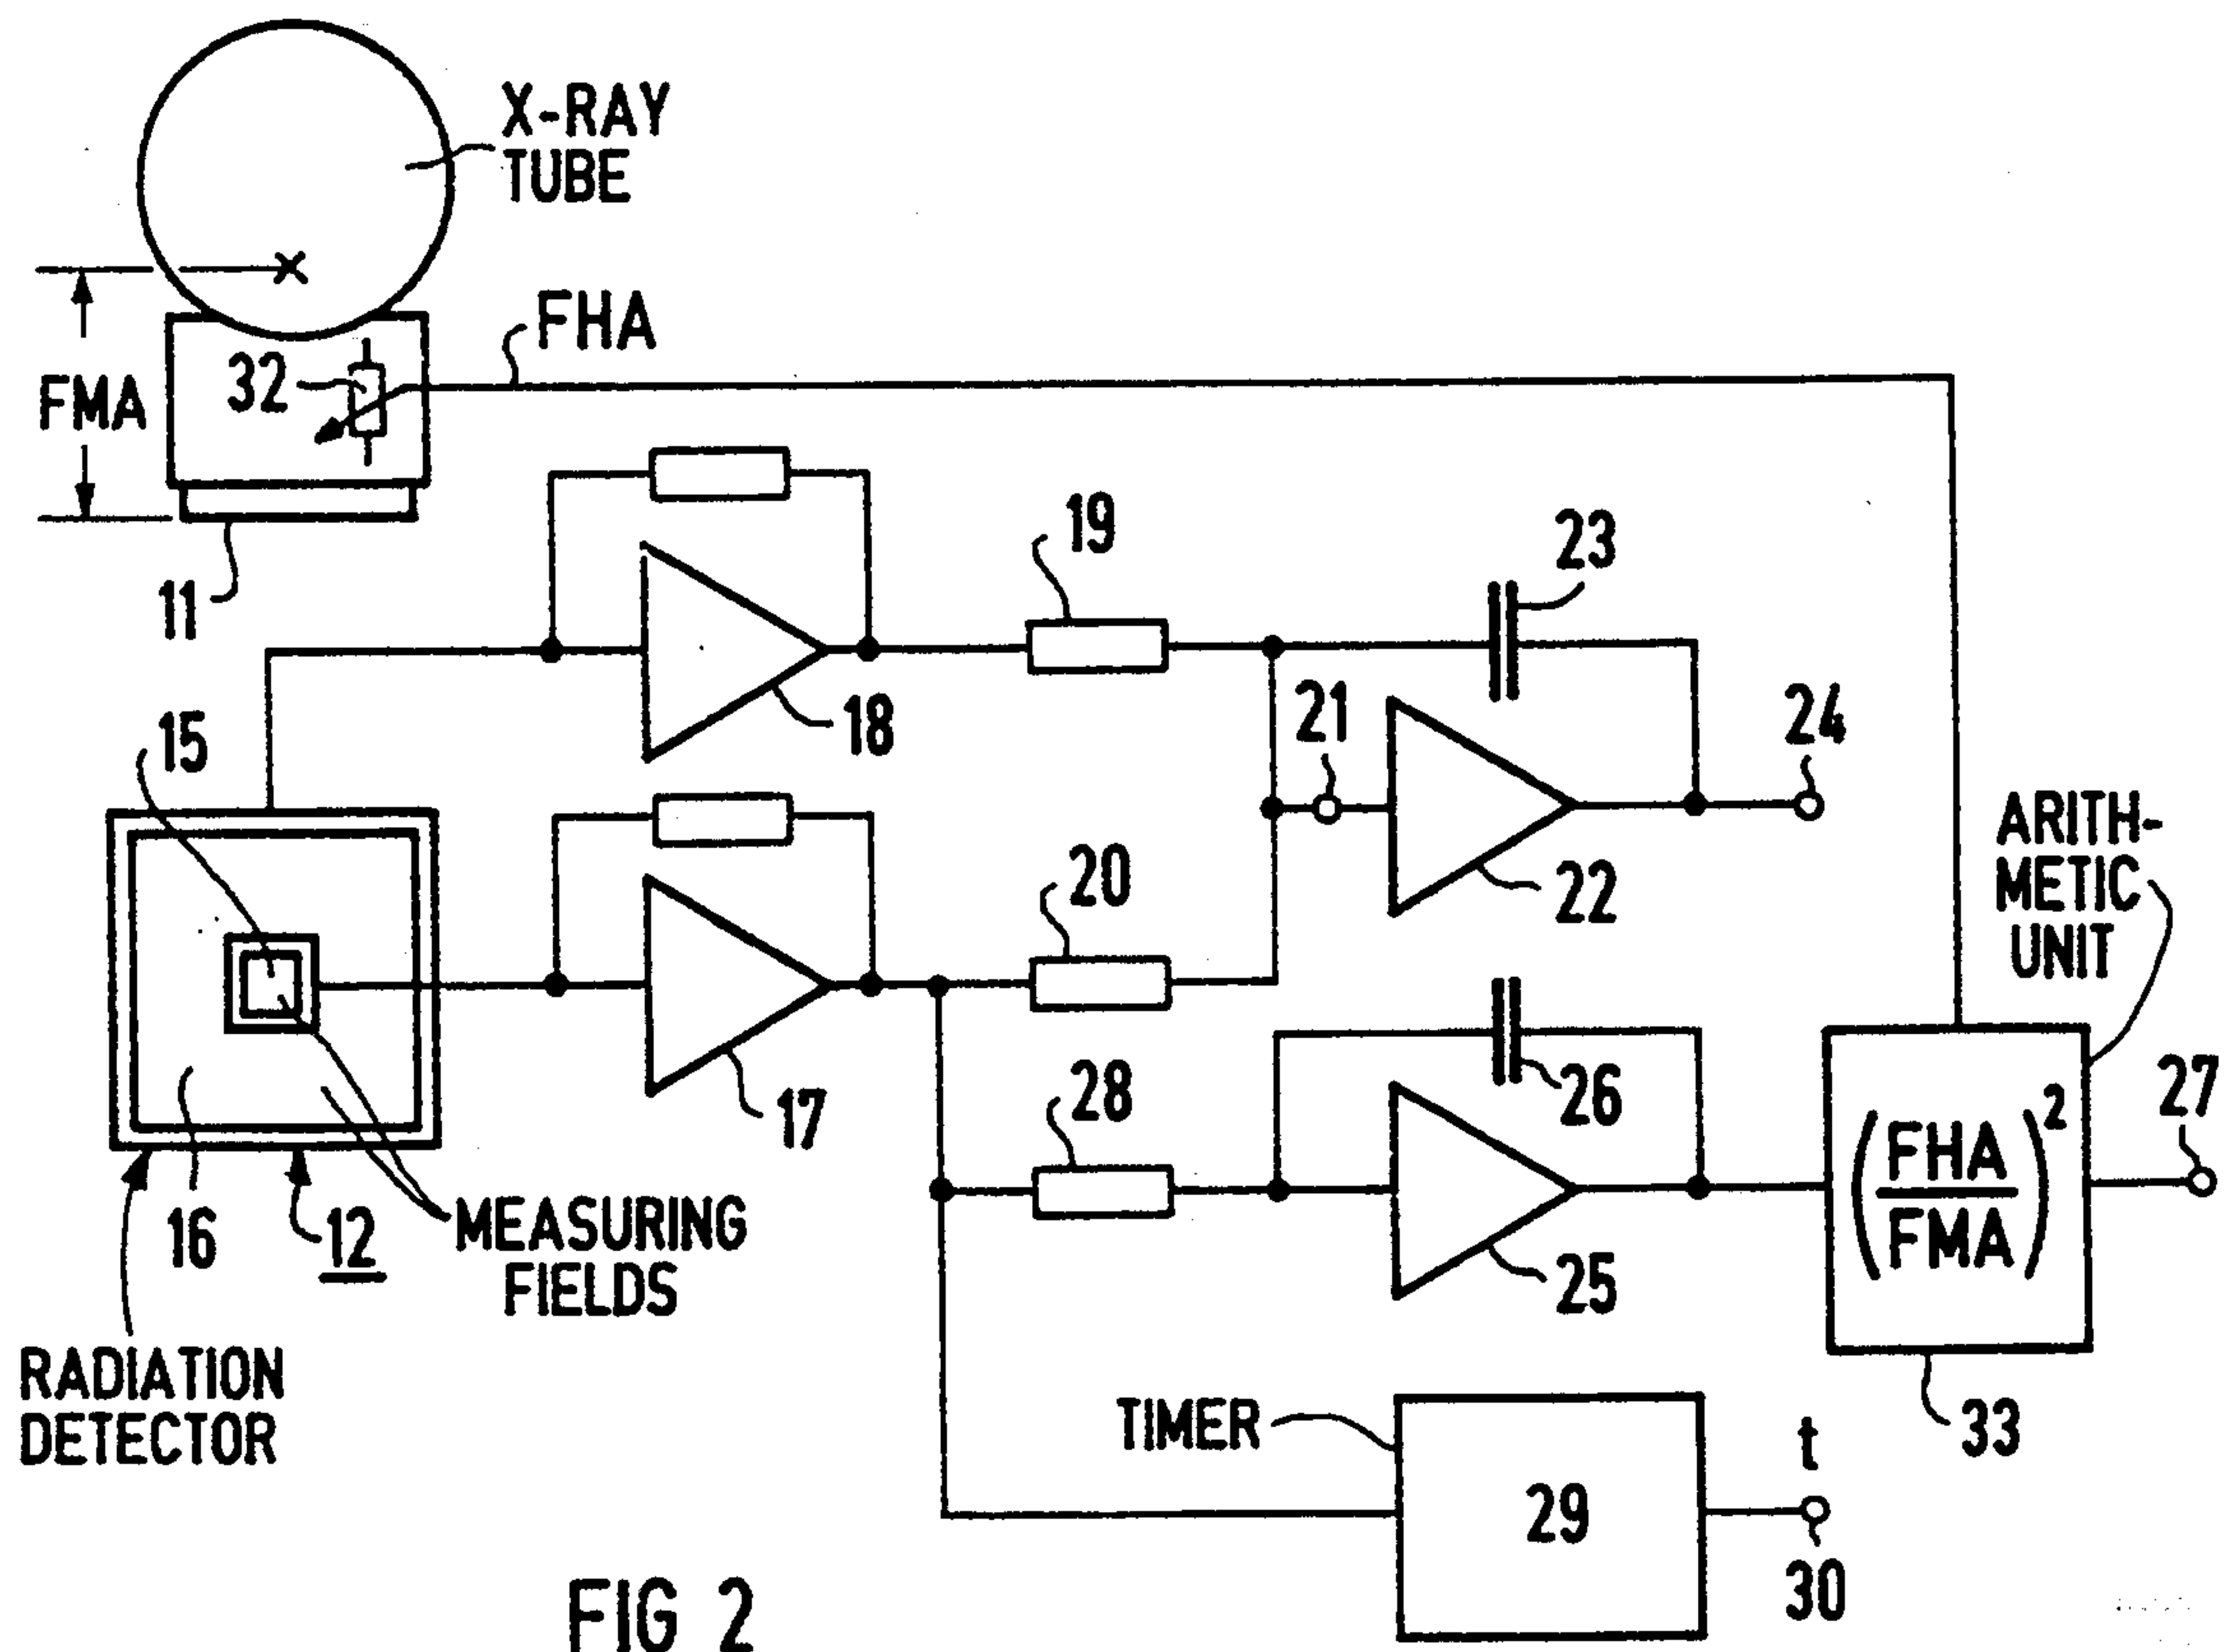 X-RAY
TUBE
FHA
32
FMA
11
19
23
18
21
24
15
ARITH-
METIC
UNIT
20
22
17
28
26
27
(FHA/FMA)²
16
12
MEASURING
FIELDS
25
RADIATION
DETECTOR
TIMER
33
29
t
30
FIG 2